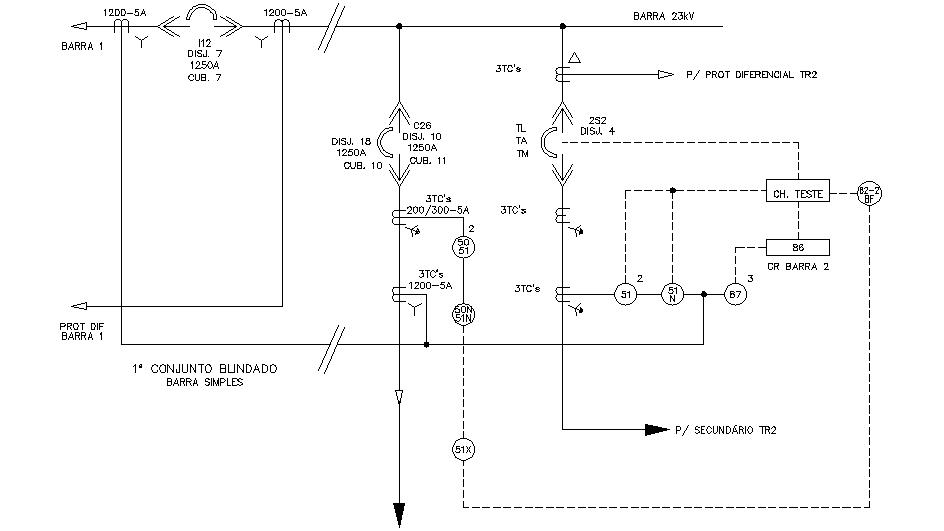 1200-5A
1200-5A
BARRA 23kV
BARRA 1
I12
DISJ. 7
1250A
CUB. 7
3TC's
P/ PROT DIFERENCIAL TR2
DISJ. 18
1250A
CUB. 10
C26
DISJ. 10
1250A
CUB. 11
TL
TA
TM
2S2
DISJ. 4
CH. TESTE
62-2
BF
3TC's
200/300-5A
2
50
51
3TC's
86
CR BARRA 2
3TC's
1200-5A
50N
51N
3TC's
51
2
51
N
87
3
PROT DIF
BARRA 1
1ª CONJUNTO BLINDADO
BARRA SIMPLES
P/ SECUNDÁRIO TR2
51X